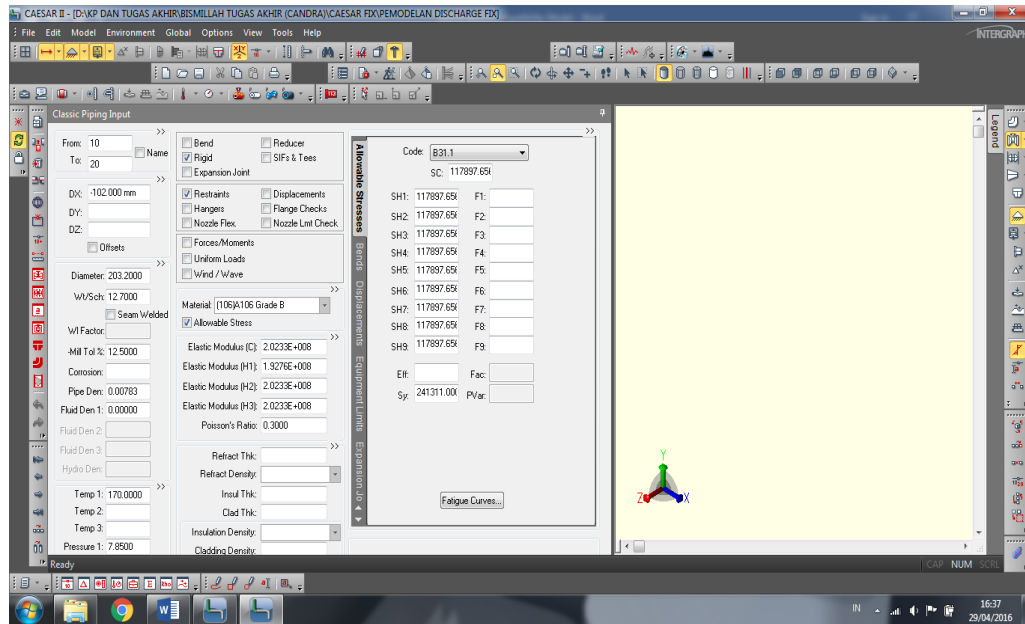 CAESAR II - [D:\KP DAN TUGAS AKHIR\BISMILLAH TUGAS AKHIR (CANDRA)\CAESAR FIX\PEMODELAN DISCHARGE FIX]
File Edit Model Environment Global Options View Tools Help
INTERGRAPH
Classic Piping Input
From: 10
Name
To: 20
DX: -102.000 mm
DY:
DZ:
Offsets
Diameter: 203.2000
Wt/Sch: 12.7000
Seam Welded
WI Factor:
-Mill Tol %: 12.5000
Corrosion:
Pipe Den: 0.00783
Fluid Den 1: 0.00000
Fluid Den 2:
Fluid Den 3:
Hydro Den:
Temp 1: 170.0000
Temp 2:
Temp 3:
Pressure 1: 7.8500
Bend Reducer
Rigid SIFs & Tees
Expansion Joint
Restraints Displacements
Hangers Flange Checks
Nozzle Flex. Nozzle Lmt Check
Forces/Moments
Uniform Loads
Wind / Wave
Material: (106)A106 Grade B
Allowable Stress
Elastic Modulus (C): 2.0233E+008
Elastic Modulus (H1): 1.9276E+008
Elastic Modulus (H2): 2.0233E+008
Elastic Modulus (H3): 2.0233E+008
Poisson's Ratio: 0.3000
Refract Thk:
Refract Density:
Insul Thk:
Clad Thk:
Insulation Density:
Cladding Density:
Allowable Stresses
Bends
Displacements
Equipment Limits
Expansion Jo
Code: B31.1
SC: 117897.656
SH1: 117897.656 F1:
SH2: 117897.656 F2:
SH3: 117897.656 F3:
SH4: 117897.656 F4:
SH5: 117897.656 F5:
SH6: 117897.656 F6:
SH7: 117897.656 F7:
SH8: 117897.656 F8:
SH9: 117897.656 F9:
Eff: Fac:
Sy: 241311.00 PVar:
Fatigue Curves...
Y
Z X
Legend
Ready
CAP NUM SCRL
IN
16:37
29/04/2016